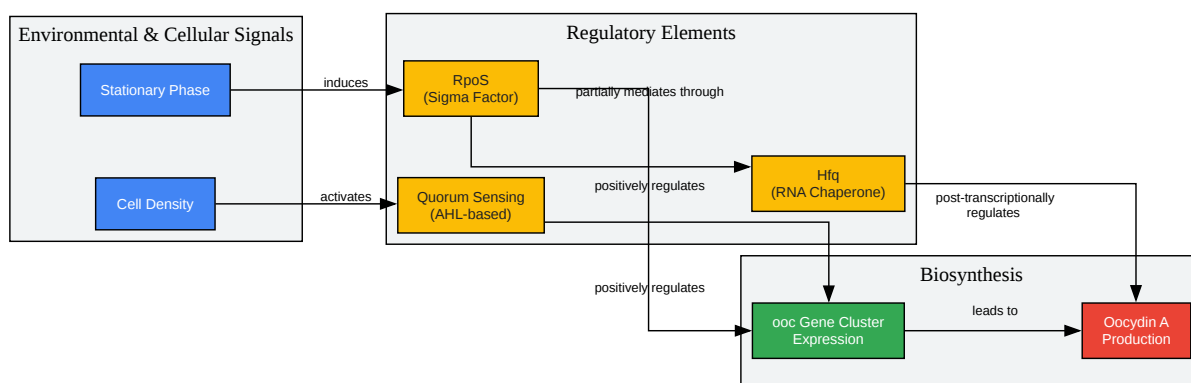 Environmental & Cellular Signals
Stationary Phase
Cell Density
induces
activates
Regulatory Elements
RpoS
(Sigma Factor)
partially mediates through
Quorum Sensing
(AHL-based)
positively regulates
Hfq
(RNA Chaperone)
post-transcriptionally
regulates
positively regulates
Biosynthesis
ooc Gene Cluster
Expression
leads to
Oocydin A
Production